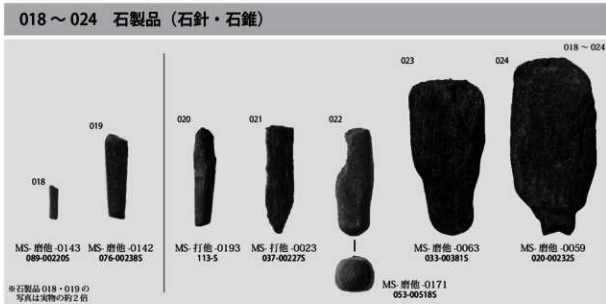 018 ～ 024 石製品（石針・石錐）
018 ～ 024
018
019
020
021
022
023
024
MS- 磨他 -0143
089-00220S
MS- 磨他 -0142
076-00238S
MS- 打他 -0193
113-S
MS- 打他 -0023
037-00227S
MS- 磨他 -0171
053-00518S
MS- 磨他 -0063
033-00381S
MS- 磨他 -0059
020-00232S
※石製品 018・019 の
写真は実物の約 2 倍